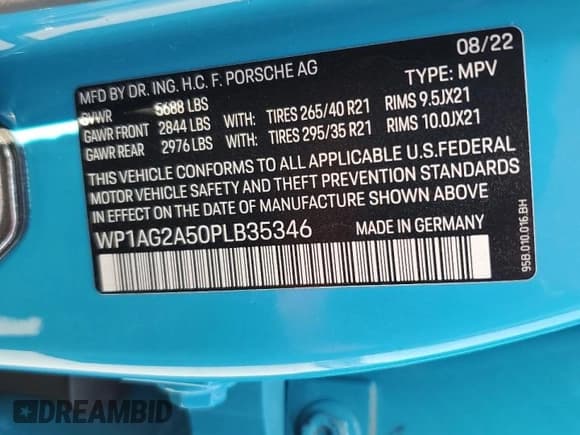 08/22
MFD BY DR. ING. H.C. F. PORSCHE AG
TYPE: MPV
GVWR 5688 LBS
GAWR FRONT 2844 LBS WITH: TIRES 265/40 R21 RIMS 9.5JX21
GAWR REAR 2976 LBS WITH: TIRES 295/35 R21 RIMS 10.0JX21
THIS VEHICLE CONFORMS TO ALL APPLICABLE U.S.FEDERAL
MOTOR VEHICLE SAFETY AND THEFT PREVENTION STANDARDS
IN EFFECT ON THE DATE OF MANUFACTURE SHOWN ABOVE
WP1AG2A50PLB35346 MADE IN GERMANY
95B.010.016.BH
DREAMBID